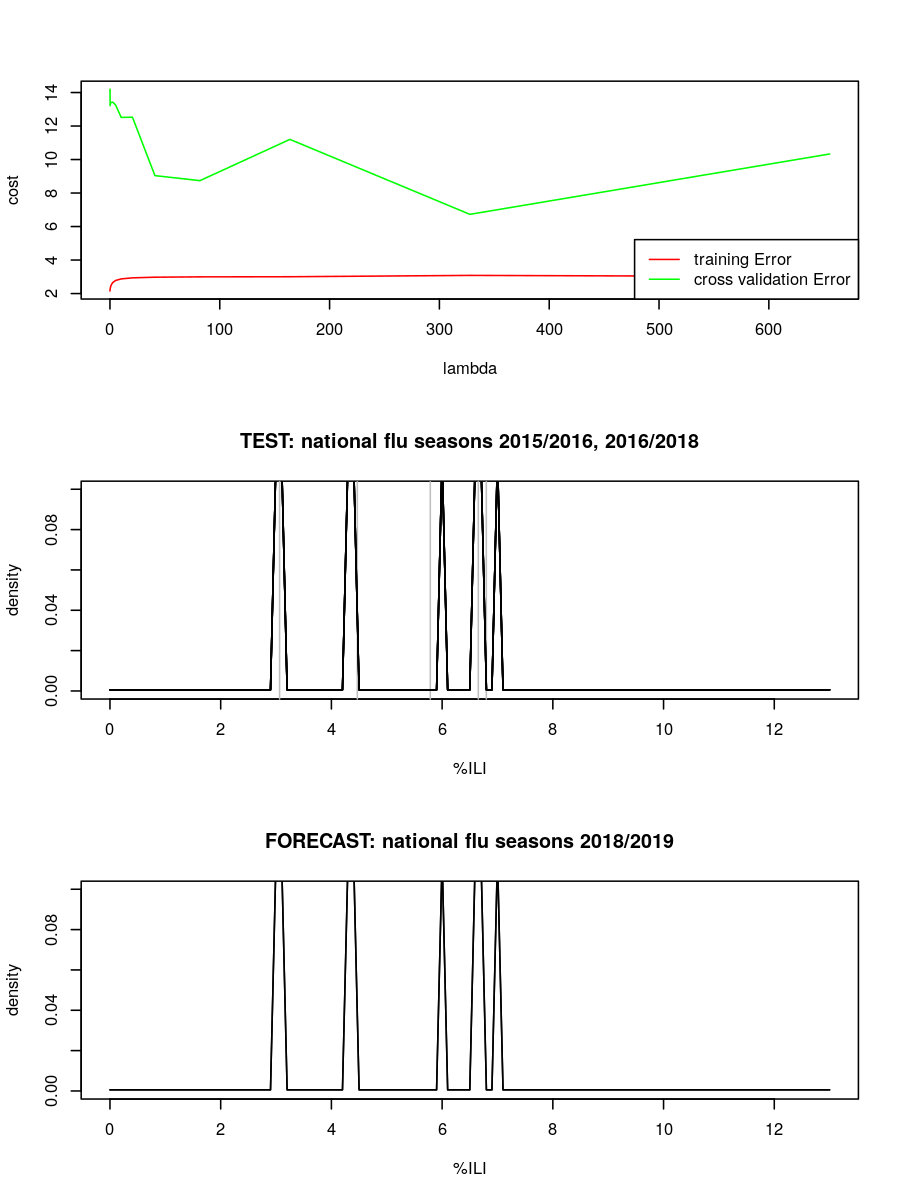 14
12
10
8
6
4
2
cost
training Error
cross validation Error
0 100 200 300 400 500 600
lambda
TEST: national flu seasons 2015/2016, 2016/2018
0.08
0.04
0.00
density
0 2 4 6 8 10 12
%ILI
FORECAST: national flu seasons 2018/2019
0.08
0.04
0.00
density
0 2 4 6 8 10 12
%ILI